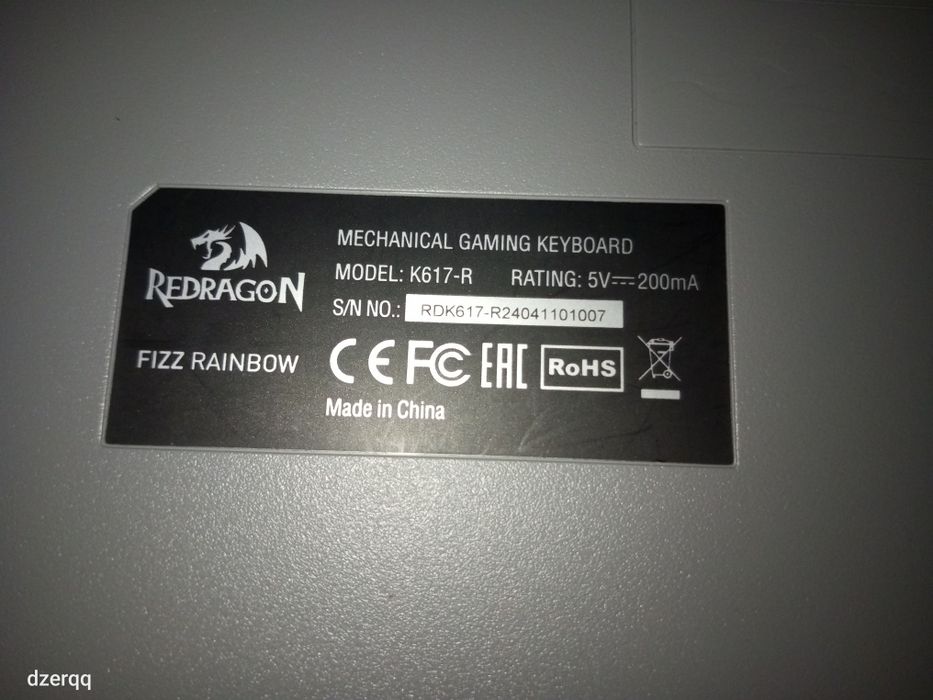 REDRAGON
FIZZ RAINBOW
MECHANICAL GAMING KEYBOARD
MODEL: K617-R RATING: 5V⎓200mA
S/N NO.: RDK617-R24041101007
CE FC EAC RoHS
Made in China
dzerqq